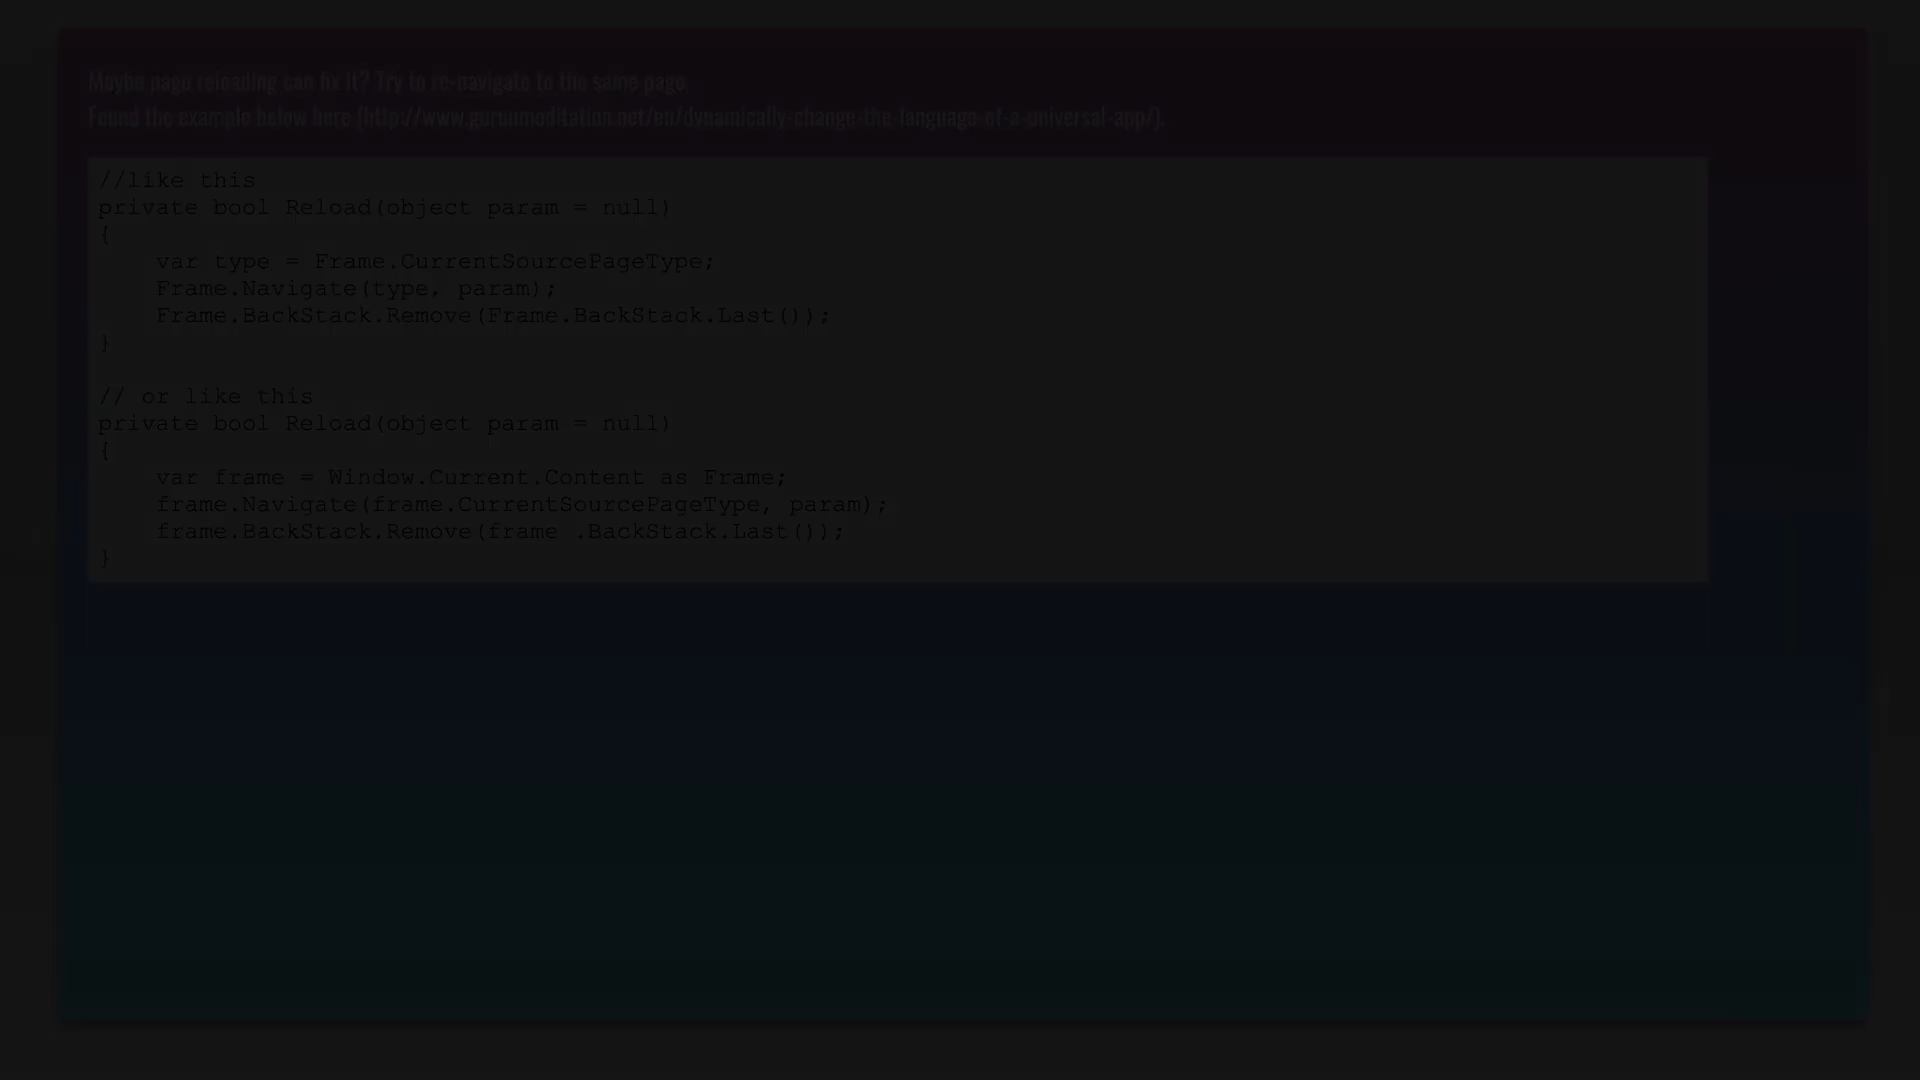 Maybe page reloading can fix it? Try to re-navigate to the same page.
Found the example below here (http://www.guruumeditation.net/en/dynamically-change-the-language-of-a-universal-app/).
//like this
private bool Reload(object param = null)
{
    var type = Frame.CurrentSourcePageType;
    Frame.Navigate(type, param);
    Frame.BackStack.Remove(Frame.BackStack.Last());
}
// or like this
private bool Reload(object param = null)
{
    var frame = Window.Current.Content as Frame;
    frame.Navigate(frame.CurrentSourcePageType, param);
    frame.BackStack.Remove(frame .BackStack.Last());
}